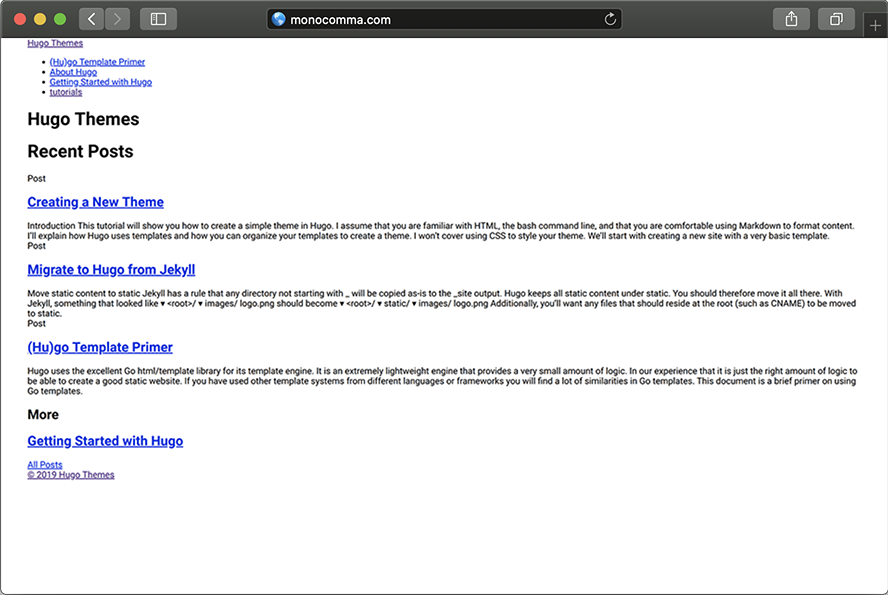 monocomma.com
Hugo Themes
(Hu)go Template Primer
About Hugo
Getting Started with Hugo
tutorials
Hugo Themes
Recent Posts
Post
Creating a New Theme
Introduction This tutorial will show you how to create a simple theme in Hugo. I assume that you are familiar with HTML, the bash command line, and that you are comfortable using Markdown to format content.
I'll explain how Hugo uses templates and how you can organize your templates to create a theme. I won't cover using CSS to style your theme. We'll start with creating a new site with a very basic template.
Post
Migrate to Hugo from Jekyll
Move static content to static Jekyll has a rule that any directory not starting with _ will be copied as-is to the _site output. Hugo keeps all static content under static. You should therefore move it all there. With
Jekyll, something that looked like ▾ <root>/ ▾ images/ logo.png should become ▾ <root>/ ▾ static/ ▾ images/ logo.png Additionally, you'll want any files that should reside at the root (such as CNAME) to be moved
to static.
Post
(Hu)go Template Primer
Hugo uses the excellent Go html/template library for its template engine. It is an extremely lightweight engine that provides a very small amount of logic. In our experience that it is just the right amount of logic to
be able to create a good static website. If you have used other template systems from different languages or frameworks you will find a lot of similarities in Go templates. This document is a brief primer on using
Go templates.
More
Getting Started with Hugo
All Posts
© 2019 Hugo Themes